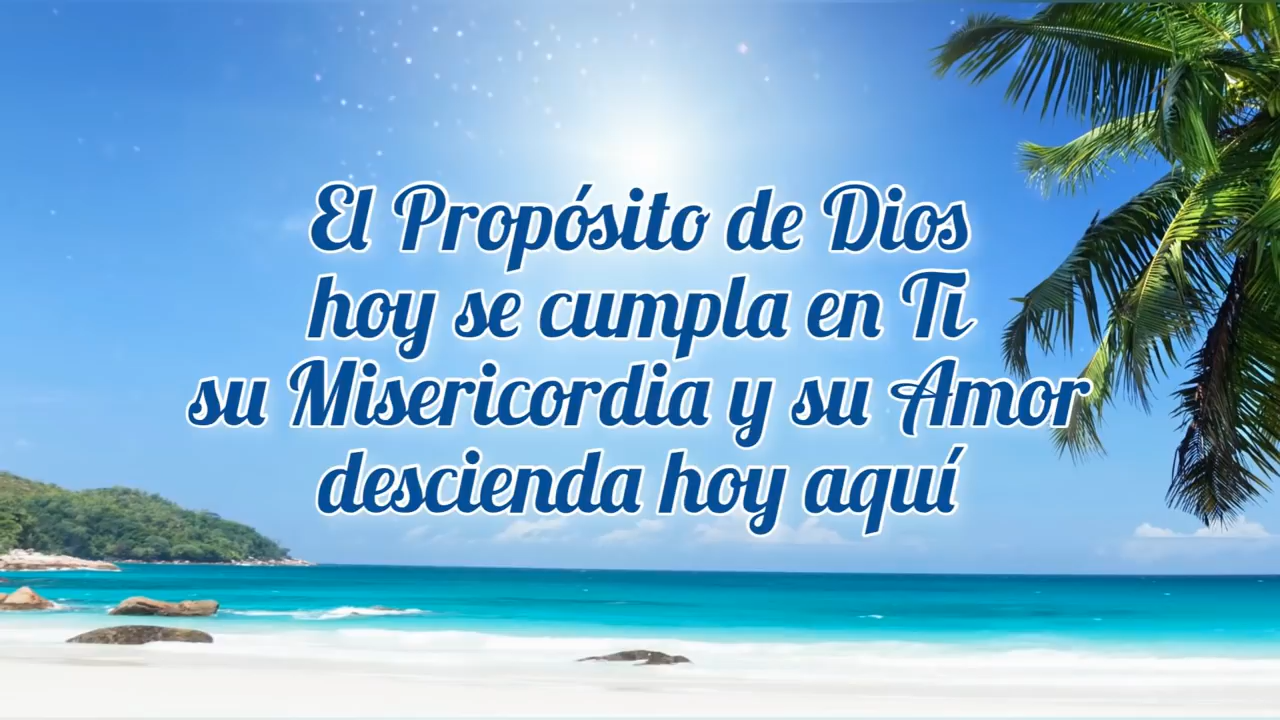 El Propósito de Dios
hoy se cumpla en Ti
su Misericordia y su Amor
descienda hoy aquí